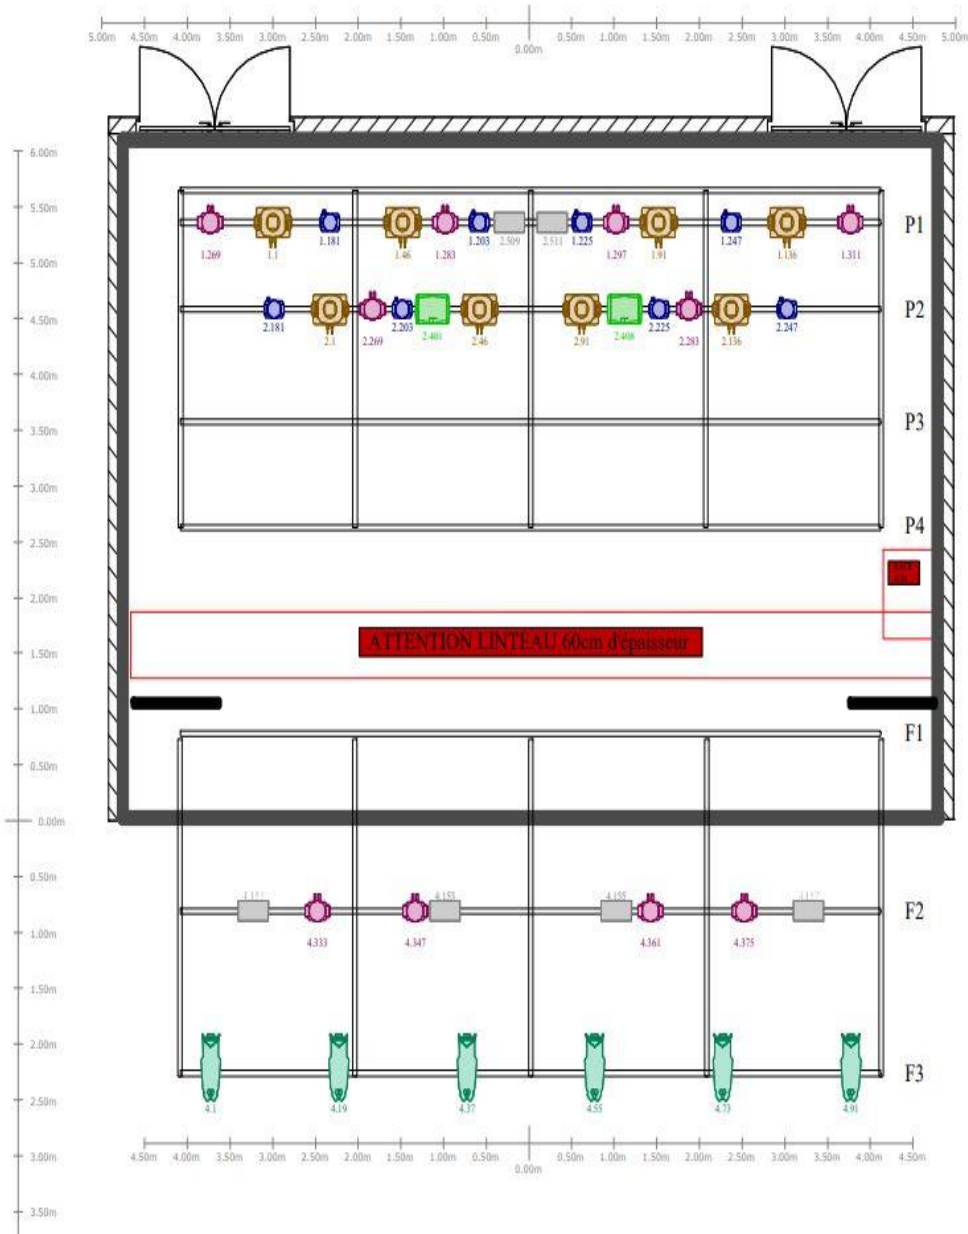 5.00m 4.50m 4.00m 3.50m 3.00m 2.50m 2.00m 1.50m 1.00m 0.50m 0.00m 0.50m 1.00m 1.50m 2.00m 2.50m 3.00m 3.50m 4.00m 4.50m 5.00m
6.00m
5.50m
P1
1.269 1.1 1.181 1.46 1.283 1.203 2.509 2.511 1.225 1.297 1.91 1.247 1.136 1.311
5.00m
4.50m
P2
2.181 2.1 2.269 2.203 2.401 2.46 2.91 2.408 2.225 2.283 2.136 2.247
4.00m
3.50m
P3
3.00m
P4
2.50m
2.00m
ATTENTION LINTEAU 60cm d'épaisseur
1.50m
1.00m
F1
0.50m
0.00m
0.50m
4.153 4.155
F2
1.00m
4.333 4.347 4.361 4.375
1.50m
2.00m
F3
2.50m
4.1 4.19 4.37 4.55 4.73 4.91
3.00m
4.50m 4.00m 3.50m 3.00m 2.50m 2.00m 1.50m 1.00m 0.50m 0.00m 0.50m 1.00m 1.50m 2.00m 2.50m 3.00m 3.50m 4.00m 4.50m
3.50m